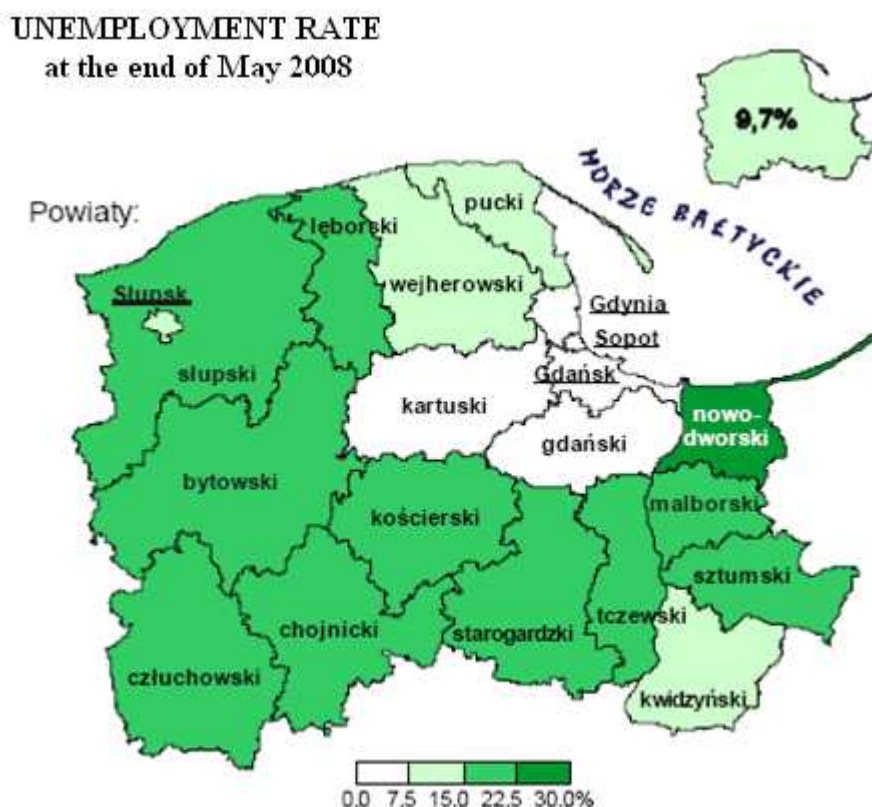 UNEMPLOYMENT RATE
at the end of May 2008
9,7%
MORZE BAŁTYCKIE
Powiaty:
pucki
lęborski
wejherowski
Słupsk
Gdynia
Sopot
słupski
Gdańsk
kartuski
nowo-
dworski
gdański
bytowski
malborski
kościerski
sztumski
tczewski
chojnicki
starogardzki
człuchowski
kwidzyński
0.0 7,5 15,0 22,5 30.0%